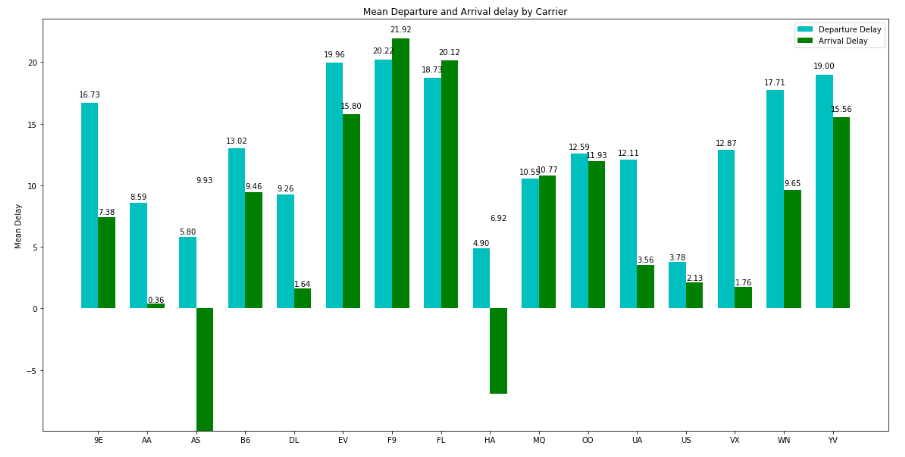 Mean Departure and Arrival delay by Carrier
Departure Delay
Arrival Delay
Mean Delay
20
15
10
5
0
−5
16.73
7.38
8.59
0.36
5.80
9.93
13.02
9.46
9.26
1.64
19.96
15.80
20.22
21.92
18.73
20.12
4.90
6.92
10.55
10.77
12.59
11.93
12.11
3.56
3.78
2.13
12.87
1.76
17.71
9.65
19.00
15.56
9E
AA
AS
B6
DL
EV
F9
FL
HA
MQ
OO
UA
US
VX
WN
YV